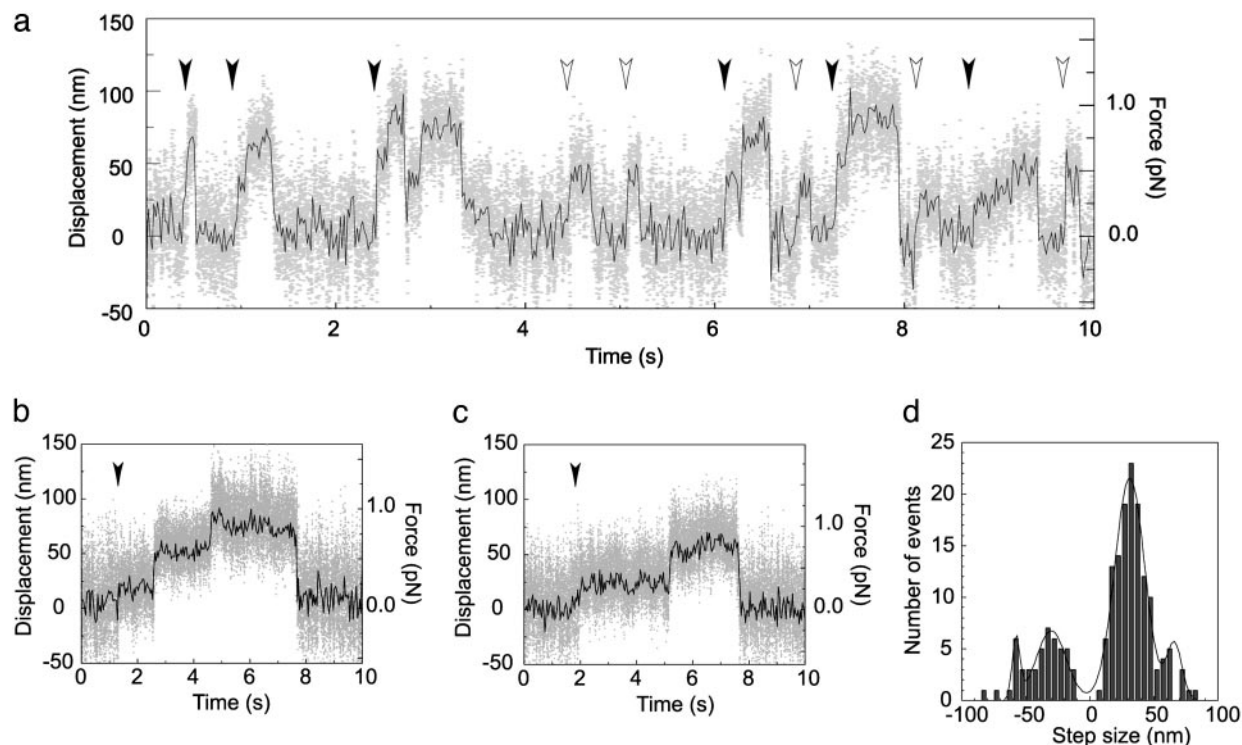 a
150
100
50
0
-50
Displacement (nm)
1.0
0.0
Force (pN)
0 2 4 6 8 10
Time (s)
b
150
100
50
0
-50
Displacement (nm)
1.0
0.0
Force (pN)
0 2 4 6 8 10
Time (s)
c
150
100
50
0
-50
Displacement (nm)
1.0
0.0
Force (pN)
0 2 4 6 8 10
Time (s)
d
25
20
15
10
5
0
Number of events
-100 -50 0 50 100
Step size (nm)